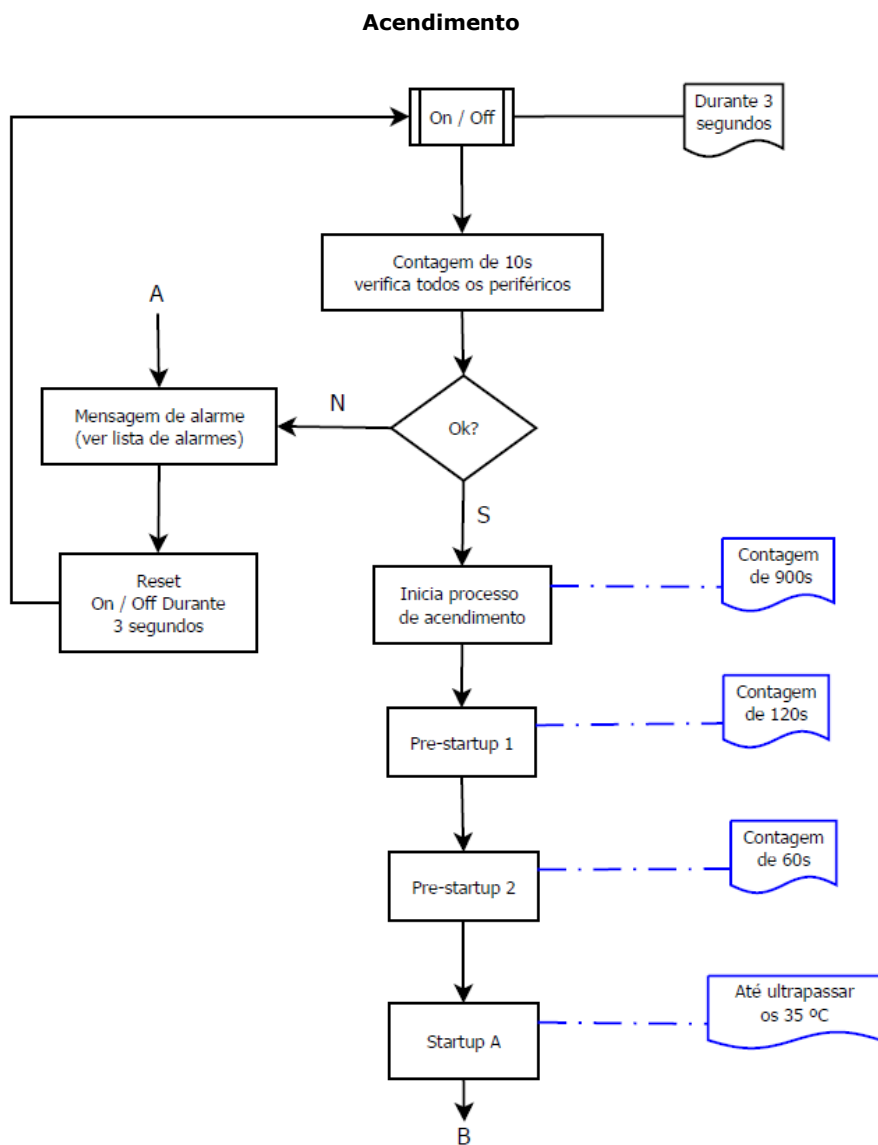 Acendimento
On / Off
Durante 3
segundos
Contagem de 10s
verifica todos os periféricos
A
Mensagem de alarme
(ver lista de alarmes)
N
Ok?
S
Reset
On / Off Durante
3 segundos
Inicia processo
de acendimento
Contagem
de 900s
Pre-startup 1
Contagem
de 120s
Pre-startup 2
Contagem
de 60s
Startup A
Até ultrapassar
os 35 ºC
B